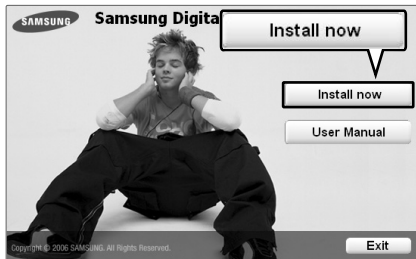 SAMSUNG
Samsung Digita
Install now
Install now
User Manual
Copyright © 2006 SAMSUNG. All Rights Reserved.
Exit